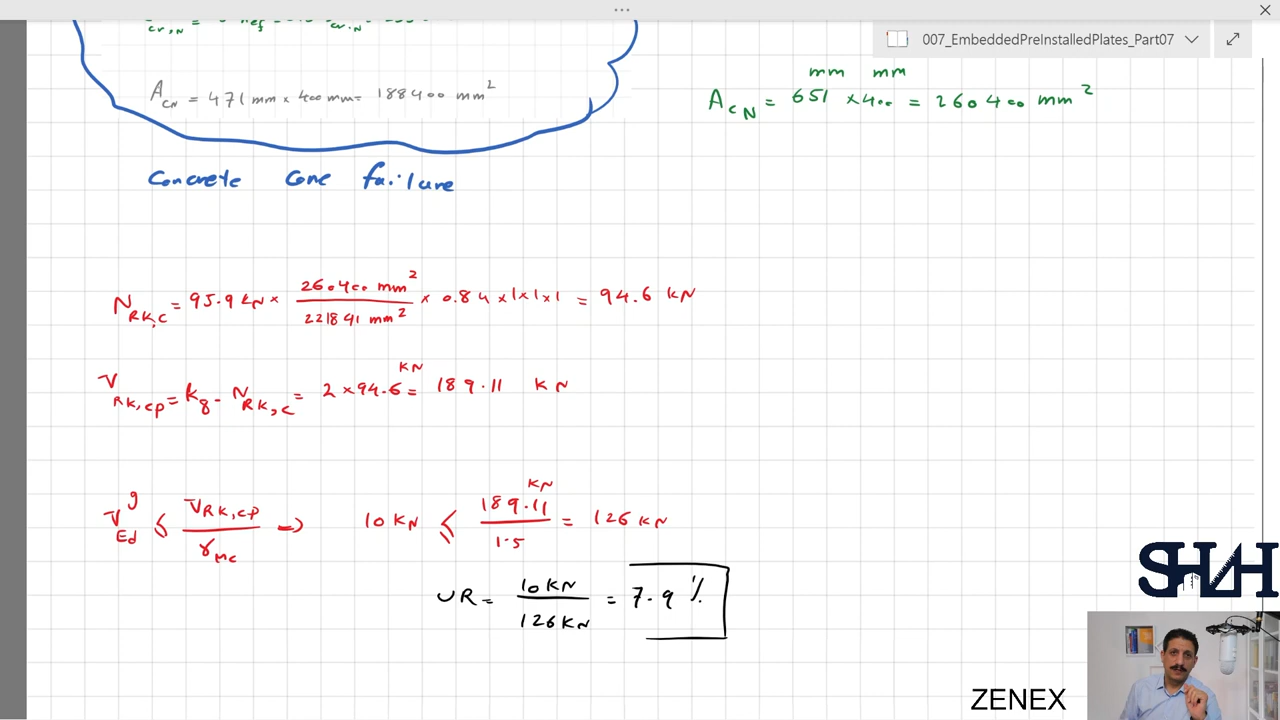 007_EmbeddedPreInstalledPlates_Part07
mm mm
A_cN = 651 × 400 = 260400 mm²
A_CN = 471 mm × 400 mm = 188400 mm²
Concrete cone failure
N_RK,C = 95.9 kN × 260400 mm² / 221841 mm² × 0.84 × 1 × 1 × 1 = 94.6 kN
V_RK,cp = k_8 · N_RK,C = 2 × 94.6 kN = 189.11 kN
V_Ed^g ≤ V_RK,cp / γ_Mc => 10 kN ≤ 189.11 kN / 1.5 = 126 kN
UR = 10 kN / 126 kN = 7.9 %
SHLH
ZENEX